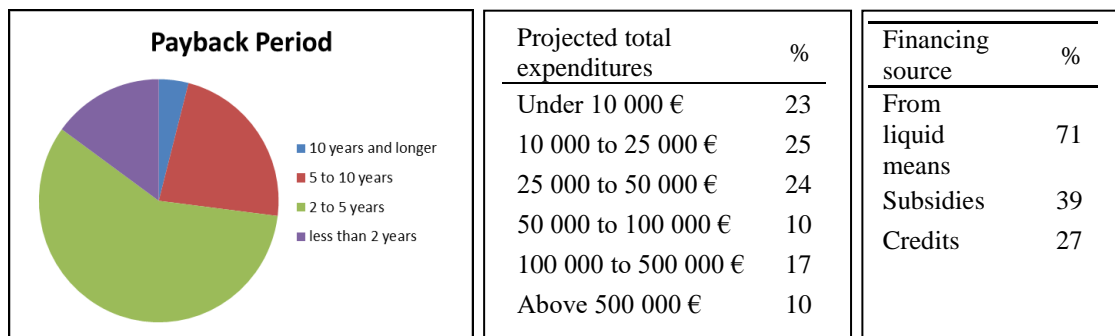 Payback Period
10 years and longer
5 to 10 years
2 to 5 years
less than 2 years
Projected total
expenditures %
Under 10 000 € 23
10 000 to 25 000 € 25
25 000 to 50 000 € 24
50 000 to 100 000 € 10
100 000 to 500 000 € 17
Above 500 000 € 10
Financing
source %
From
liquid
means 71
Subsidies 39
Credits 27